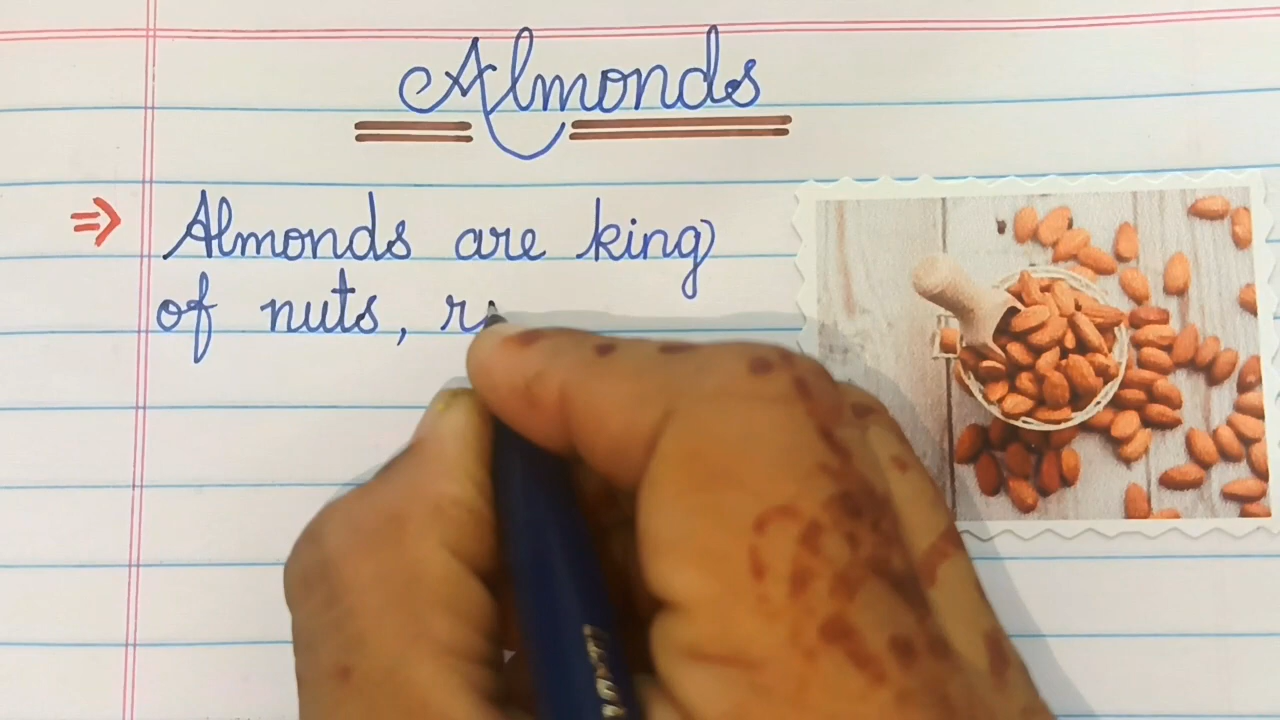 Almonds
⇒ Almonds are king
of nuts, r